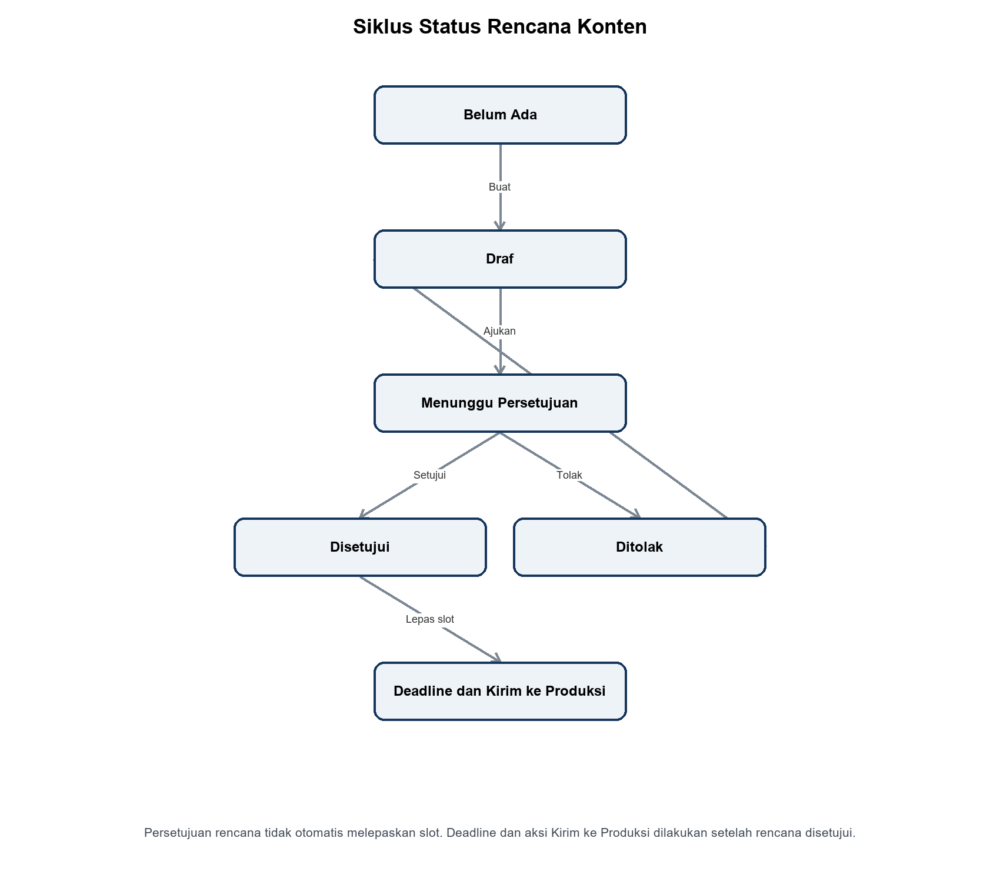 Siklus Status Rencana Konten
Belum Ada
Buat
Draf
Ajukan
Menunggu Persetujuan
Setujui
Tolak
Disetujui
Ditolak
Lepas slot
Deadline dan Kirim ke Produksi
Persetujuan rencana tidak otomatis melepaskan slot. Deadline dan aksi Kirim ke Produksi dilakukan setelah rencana disetujui.